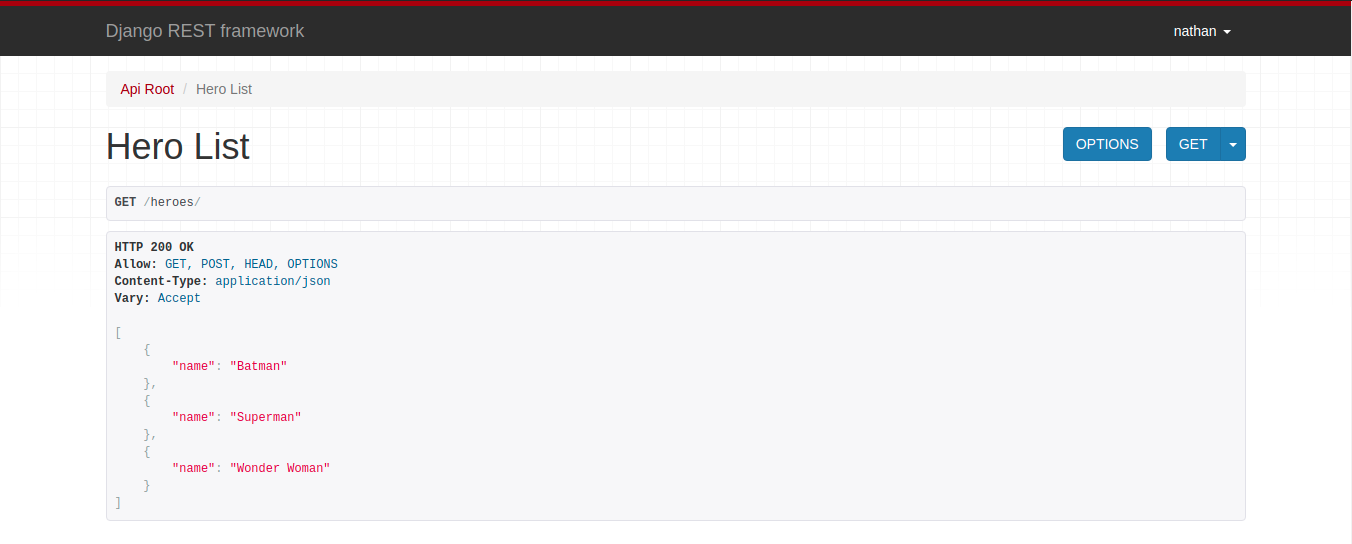 Django REST framework
nathan
Api Root / Hero List
Hero List
OPTIONS
GET
GET /heroes/
HTTP 200 OK
Allow: GET, POST, HEAD, OPTIONS
Content-Type: application/json
Vary: Accept
[
    {
        "name": "Batman"
    },
    {
        "name": "Superman"
    },
    {
        "name": "Wonder Woman"
    }
]